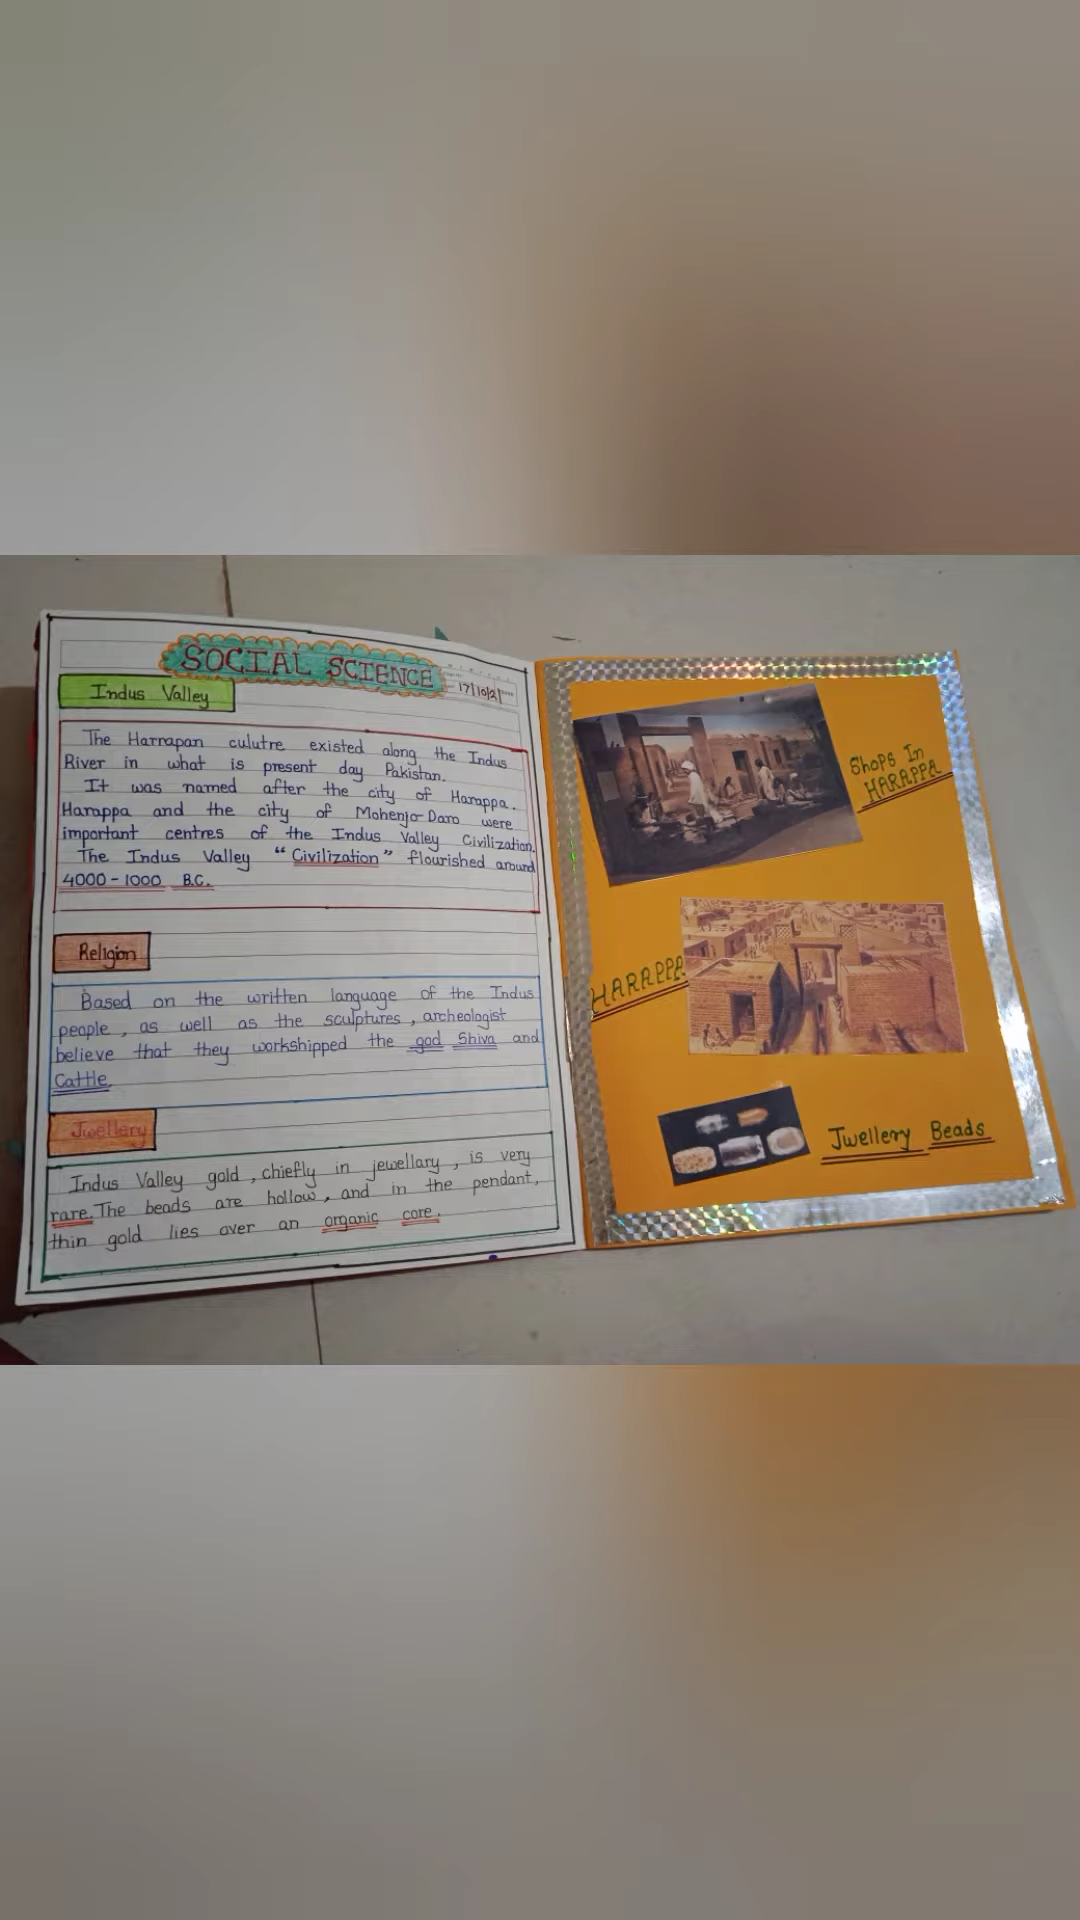 SOCIAL SCIENCE
17/10/21
Indus Valley
The Harrapan culutre existed along the Indus
River in what is present day Pakistan.
It was named after the city of Harappa.
Harappa and the city of Mohenjo-Daro were
important centres of the Indus Valley Civilization.
The Indus Valley "Civilization" flourished around
4000-1000 B.C.
Religion
Based on the written language of the Indus
people, as well as the sculptures, archeologist
believe that they workshipped the god Shiva and
Cattle.
Jwellery
Indus Valley gold, chiefly in jewellary, is very
rare. The beads are hollow, and in the pendant,
thin gold lies over an organic core.
Shops In
HARAPPA
HARAPPA
Jwellery Beads